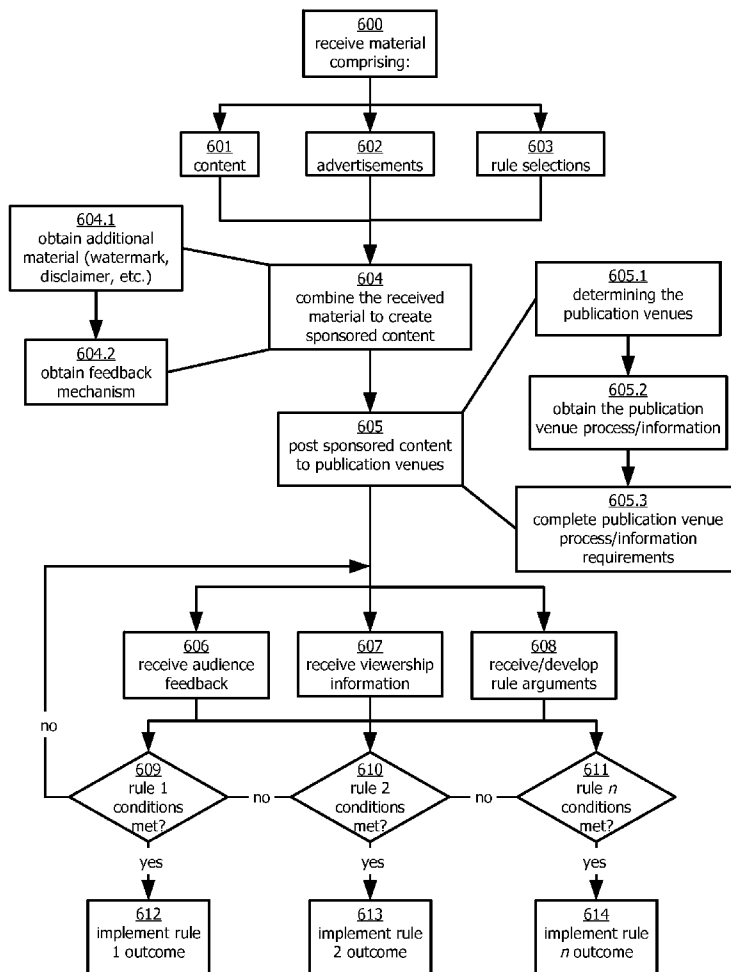 600
receive material
comprising:
601
content
602
advertisements
603
rule selections
604.1
obtain additional
material (watermark,
disclaimer, etc.)
604.2
obtain feedback
mechanism
604
combine the received
material to create
sponsored content
605.1
determining the
publication venues
605.2
obtain the publication
venue process/information
605.3
complete publication venue
process/information
requirements
605
post sponsored content
to publication venues
606
receive audience
feedback
607
receive viewership
information
608
receive/develop
rule arguments
no
609
rule 1
conditions
met?
no
610
rule 2
conditions
met?
no
611
rule n
conditions
met?
yes
yes
yes
612
implement rule
1 outcome
613
implement rule
2 outcome
614
implement rule
n outcome